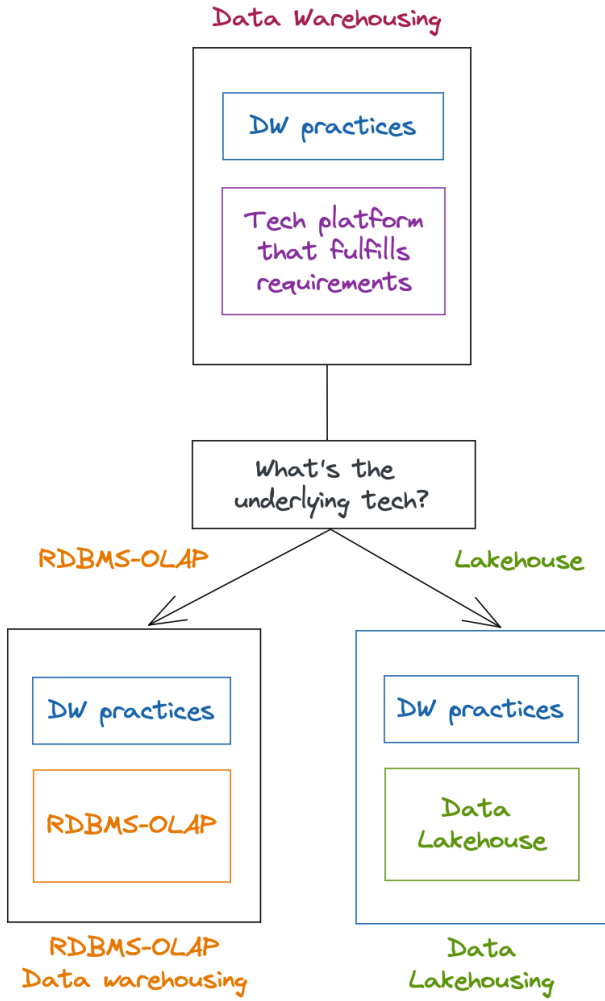 Data Warehousing
DW practices
Tech platform
that fulfills
requirements
What's the
underlying tech?
RDBMS-OLAP
Lakehouse
DW practices
RDBMS-OLAP
RDBMS-OLAP
Data warehousing
DW practices
Data
Lakehouse
Data
Lakehousing